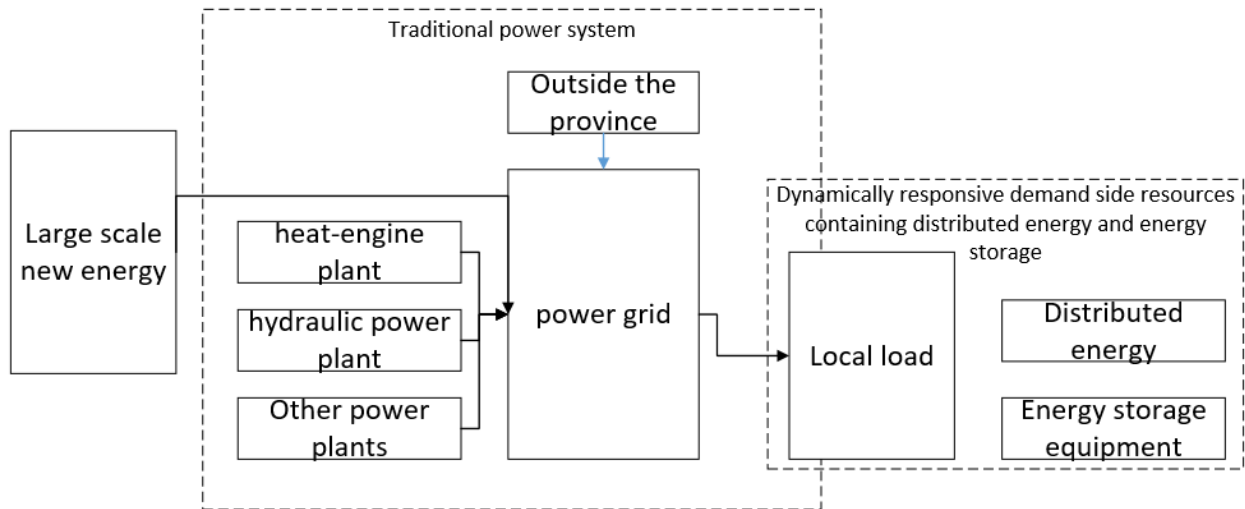 Traditional power system
Outside the
province
Large scale
new energy
heat-engine
plant
hydraulic power
plant
Other power
plants
power grid
Dynamically responsive demand side resources
containing distributed energy and energy
storage
Local load
Distributed
energy
Energy storage
equipment